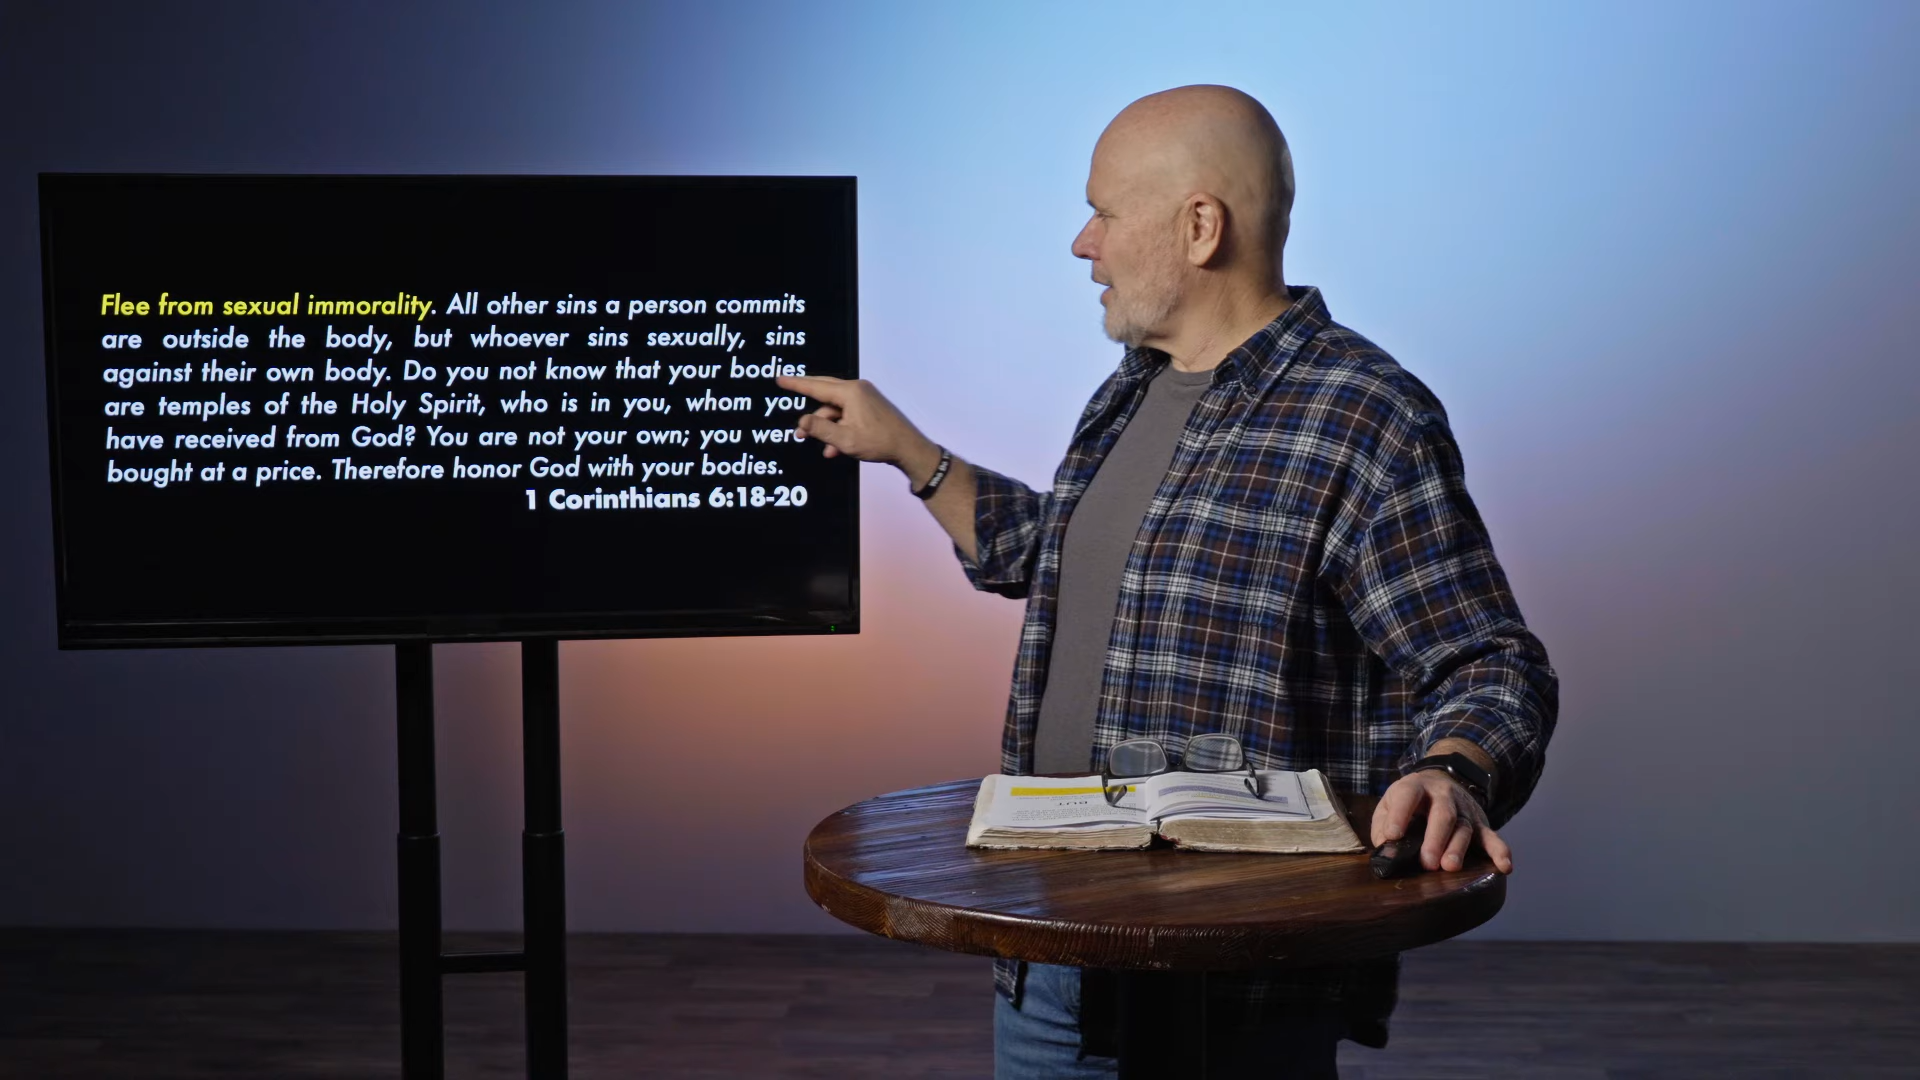 Flee from sexual immorality. All other sins a person commits
are outside the body, but whoever sins sexually, sins
against their own body. Do you not know that your bodies
are temples of the Holy Spirit, who is in you, whom you
have received from God? You are not your own; you were
bought at a price. Therefore honor God with your bodies.
1 Corinthians 6:18-20